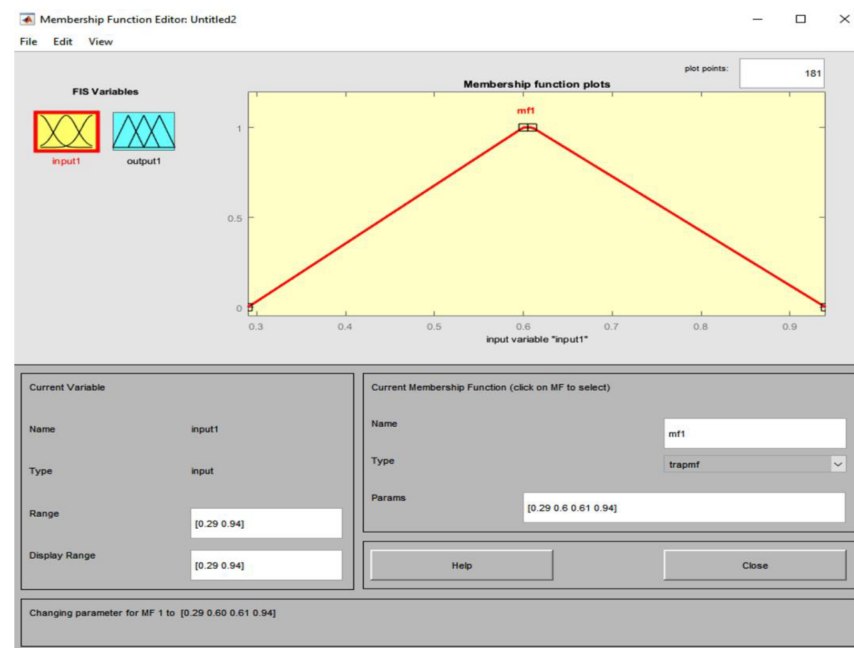 Membership Function Editor: Untitled2
File Edit View
FIS Variables
input1
output1
plot points:
181
Membership function plots
mf1
1
0.5
0
0.3 0.4 0.5 0.6 0.7 0.8 0.9
input variable "input1"
Current Variable
Name input1
Type input
Range [0.29 0.94]
Display Range [0.29 0.94]
Current Membership Function (click on MF to select)
Name mf1
Type trapmf
Params [0.29 0.6 0.61 0.94]
Help Close
Changing parameter for MF 1 to [0.29 0.60 0.61 0.94]